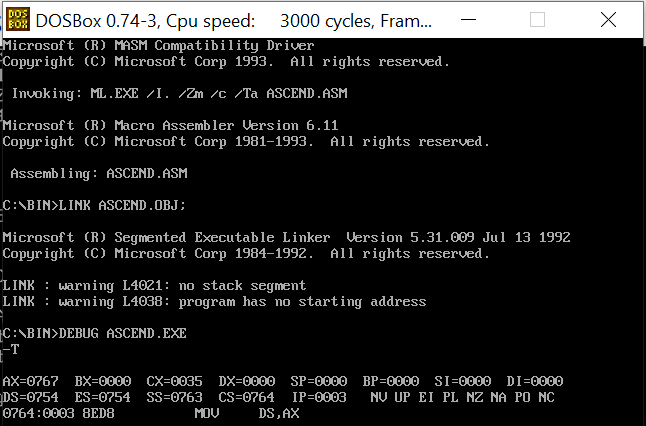 DOSBox 0.74-3, Cpu speed: 3000 cycles, Fram...
Microsoft (R) MASM Compatibility Driver
Copyright (C) Microsoft Corp 1993.  All rights reserved.
Invoking: ML.EXE /I. /Zm /c /Ta ASCEND.ASM
Microsoft (R) Macro Assembler Version 6.11
Copyright (C) Microsoft Corp 1981-1993.  All rights reserved.
Assembling: ASCEND.ASM
C:\BIN>LINK ASCEND.OBJ;
Microsoft (R) Segmented Executable Linker  Version 5.31.009 Jul 13 1992
Copyright (C) Microsoft Corp 1984-1992.  All rights reserved.
LINK : warning L4021: no stack segment
LINK : warning L4038: program has no starting address
C:\BIN>DEBUG ASCEND.EXE
-T
AX=0767  BX=0000  CX=0035  DX=0000  SP=0000  BP=0000  SI=0000  DI=0000
DS=0754  ES=0754  SS=0763  CS=0764  IP=0003   NV UP EI PL NZ NA PO NC
0764:0003 8ED8          MOV     DS,AX